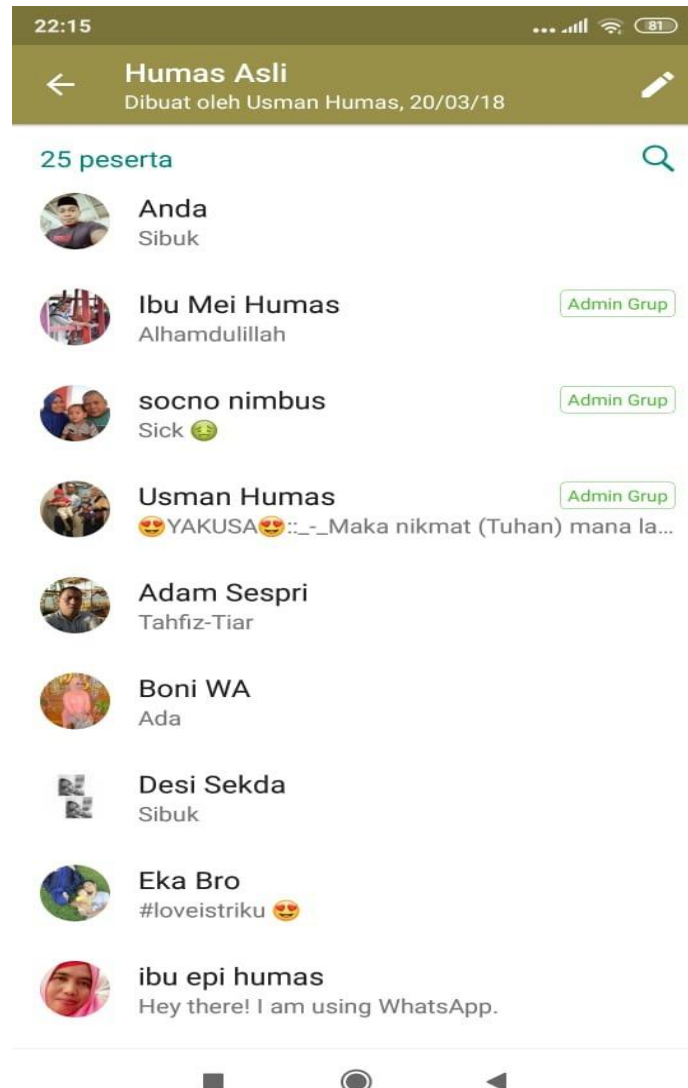 22:15
81
Humas Asli
Dibuat oleh Usman Humas, 20/03/18
25 peserta
Anda
Sibuk
Ibu Mei Humas
Admin Grup
Alhamdulillah
socno nimbus
Admin Grup
Sick 🤢
Usman Humas
Admin Grup
😍YAKUSA😍::_-_Maka nikmat (Tuhan) mana la...
Adam Sespri
Tahfiz-Tiar
Boni WA
Ada
Desi Sekda
Sibuk
Eka Bro
#loveistriku 😍
ibu epi humas
Hey there! I am using WhatsApp.